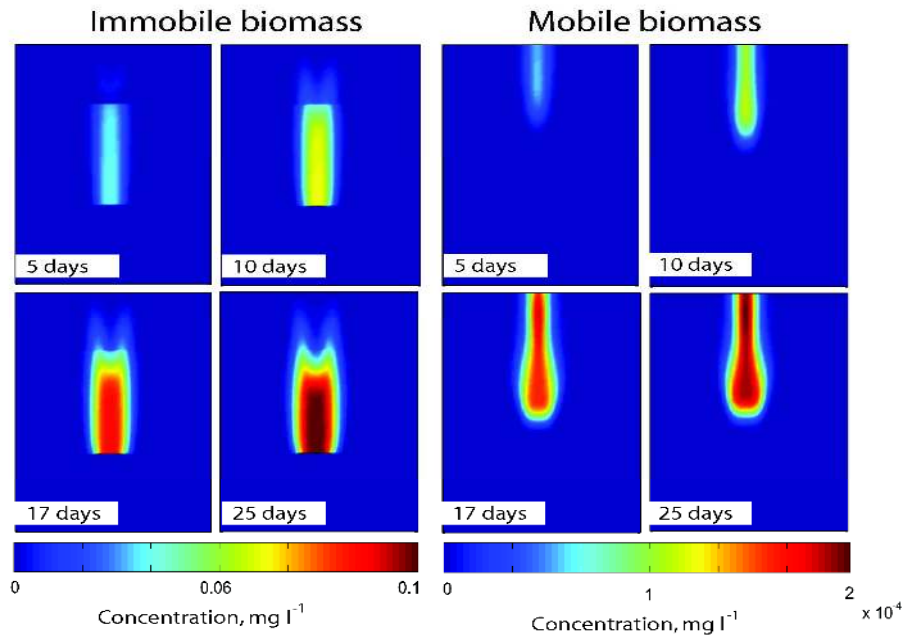 Immobile biomass
Mobile biomass
5 days
10 days
5 days
10 days
17 days
25 days
17 days
25 days
0 0.06 0.1
0 1 2
x 10⁻⁴
Concentration, mg l⁻¹
Concentration, mg l⁻¹